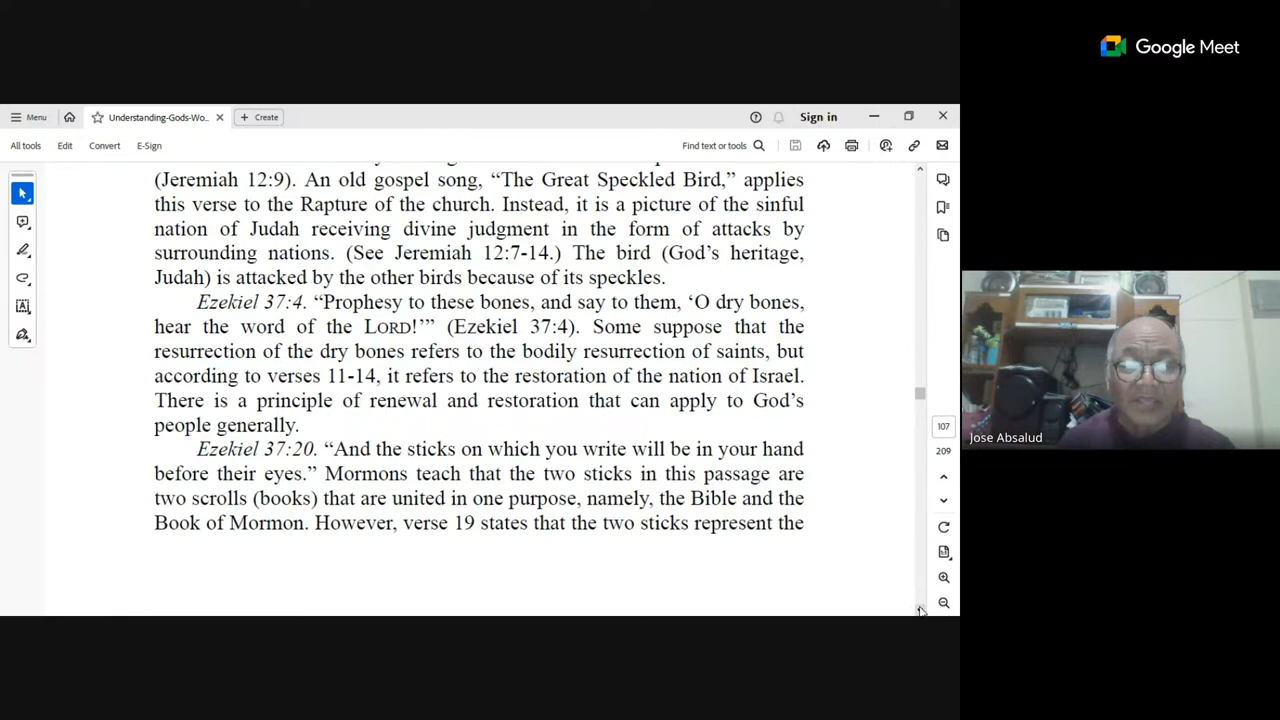 Google Meet
Menu
Understanding-Gods-Wo...
Create
Sign in
All tools
Edit
Convert
E-Sign
Find text or tools
(Jeremiah 12:9). An old gospel song, “The Great Speckled Bird,” applies
this verse to the Rapture of the church. Instead, it is a picture of the sinful
nation of Judah receiving divine judgment in the form of attacks by
surrounding nations. (See Jeremiah 12:7-14.) The bird (God’s heritage,
Judah) is attacked by the other birds because of its speckles.
Ezekiel 37:4. “Prophesy to these bones, and say to them, ‘O dry bones,
hear the word of the LORD!’” (Ezekiel 37:4). Some suppose that the
resurrection of the dry bones refers to the bodily resurrection of saints, but
according to verses 11-14, it refers to the restoration of the nation of Israel.
There is a principle of renewal and restoration that can apply to God’s
people generally.
Ezekiel 37:20. “And the sticks on which you write will be in your hand
before their eyes.” Mormons teach that the two sticks in this passage are
two scrolls (books) that are united in one purpose, namely, the Bible and the
Book of Mormon. However, verse 19 states that the two sticks represent the
107
209
Jose Absalud